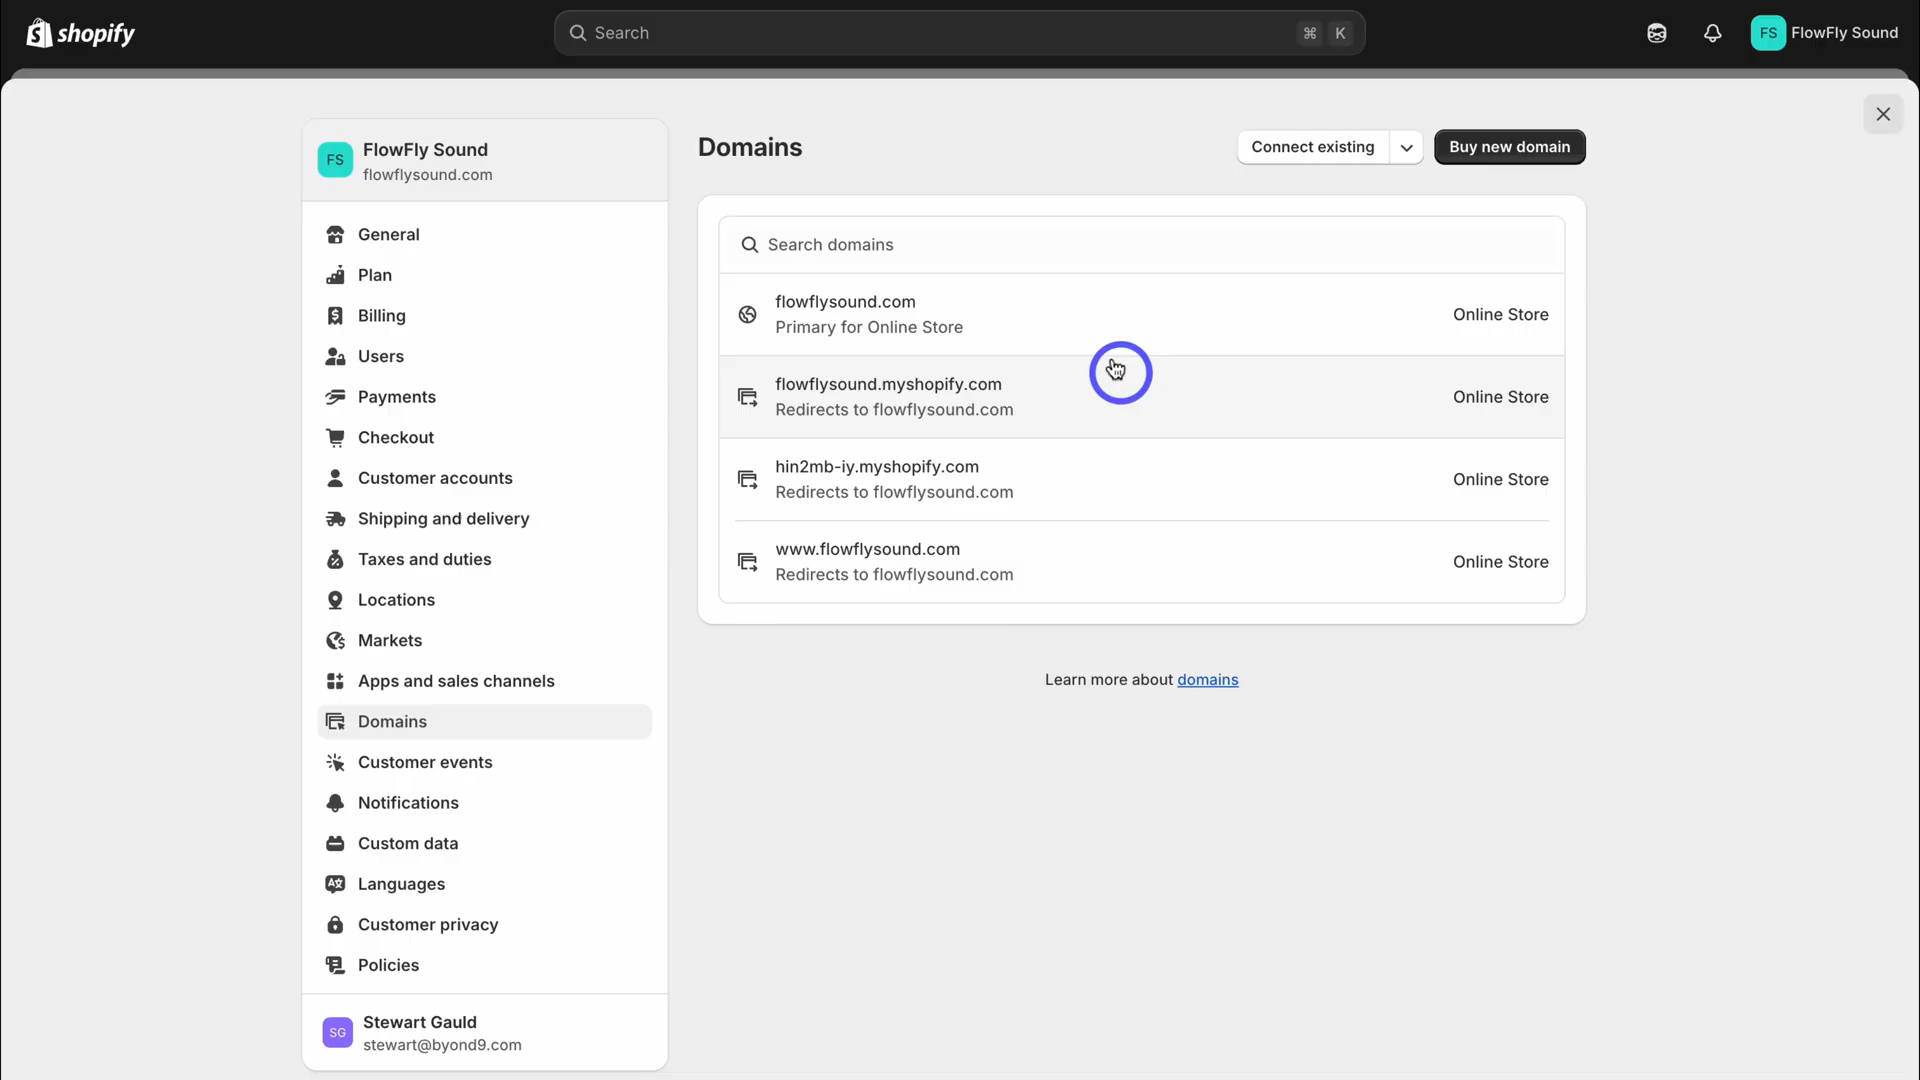 shopify
Search
⌘ K
FS FlowFly Sound
FS
FlowFly Sound
flowflysound.com
General
Plan
Billing
Users
Payments
Checkout
Customer accounts
Shipping and delivery
Taxes and duties
Locations
Markets
Apps and sales channels
Domains
Customer events
Notifications
Custom data
Languages
Customer privacy
Policies
SG
Stewart Gauld
stewart@byond9.com
Domains
Connect existing
Buy new domain
Search domains
flowflysound.com
Primary for Online Store
Online Store
flowflysound.myshopify.com
Redirects to flowflysound.com
Online Store
hin2mb-iy.myshopify.com
Redirects to flowflysound.com
Online Store
www.flowflysound.com
Redirects to flowflysound.com
Online Store
Learn more about domains